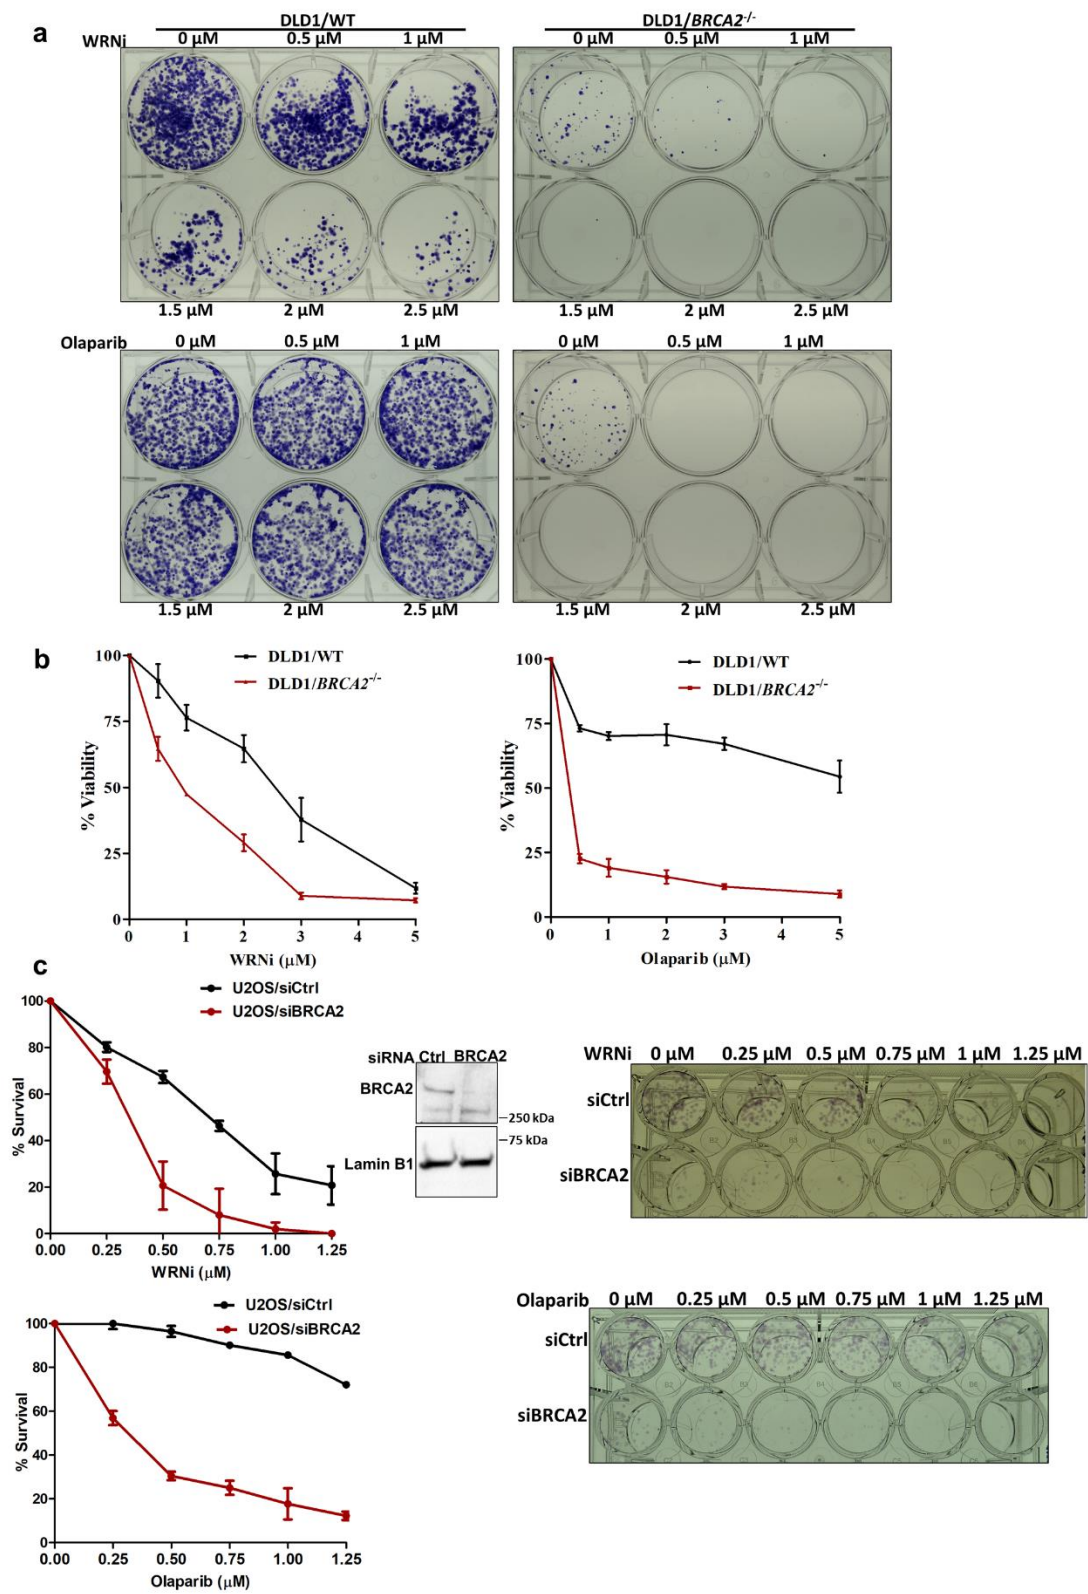 a
DLD1/WT
DLD1/BRCA2-/-
WRNi 0 µM 0.5 µM 1 µM
0 µM 0.5 µM 1 µM
1.5 µM 2 µM 2.5 µM
1.5 µM 2 µM 2.5 µM
Olaparib 0 µM 0.5 µM 1 µM
0 µM 0.5 µM 1 µM
1.5 µM 2 µM 2.5 µM
1.5 µM 2 µM 2.5 µM
b
DLD1/WT
DLD1/BRCA2-/-
% Viability
100
75
50
25
0
0 1 2 3 4 5
WRNi (µM)
DLD1/WT
DLD1/BRCA2-/-
% Viability
100
75
50
25
0
0 1 2 3 4 5
Olaparib (µM)
c
U2OS/siCtrl
U2OS/siBRCA2
% Survival
100
80
60
40
20
0
0.00 0.25 0.50 0.75 1.00 1.25
WRNi (µM)
siRNA Ctrl BRCA2
BRCA2
250 kDa
75 kDa
Lamin B1
WRNi 0 µM 0.25 µM 0.5 µM 0.75 µM 1 µM 1.25 µM
siCtrl
siBRCA2
U2OS/siCtrl
U2OS/siBRCA2
% Survival
100
80
60
40
20
0
0.00 0.25 0.50 0.75 1.00 1.25
Olaparib (µM)
Olaparib 0 µM 0.25 µM 0.5 µM 0.75 µM 1 µM 1.25 µM
siCtrl
siBRCA2